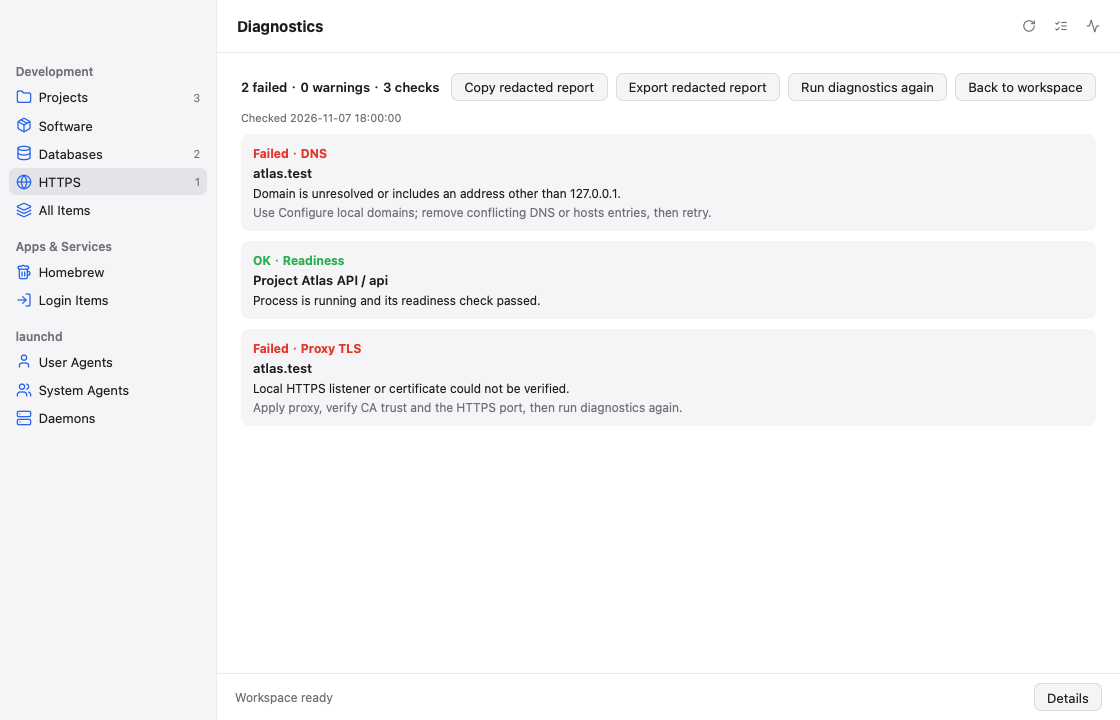 Diagnostics
Development
Projects 3
Software
Databases 2
HTTPS 1
All Items
Apps & Services
Homebrew
Login Items
launchd
User Agents
System Agents
Daemons
2 failed · 0 warnings · 3 checks
Copy redacted report
Export redacted report
Run diagnostics again
Back to workspace
Checked 2026-11-07 18:00:00
Failed · DNS
atlas.test
Domain is unresolved or includes an address other than 127.0.0.1.
Use Configure local domains; remove conflicting DNS or hosts entries, then retry.
OK · Readiness
Project Atlas API / api
Process is running and its readiness check passed.
Failed · Proxy TLS
atlas.test
Local HTTPS listener or certificate could not be verified.
Apply proxy, verify CA trust and the HTTPS port, then run diagnostics again.
Workspace ready
Details